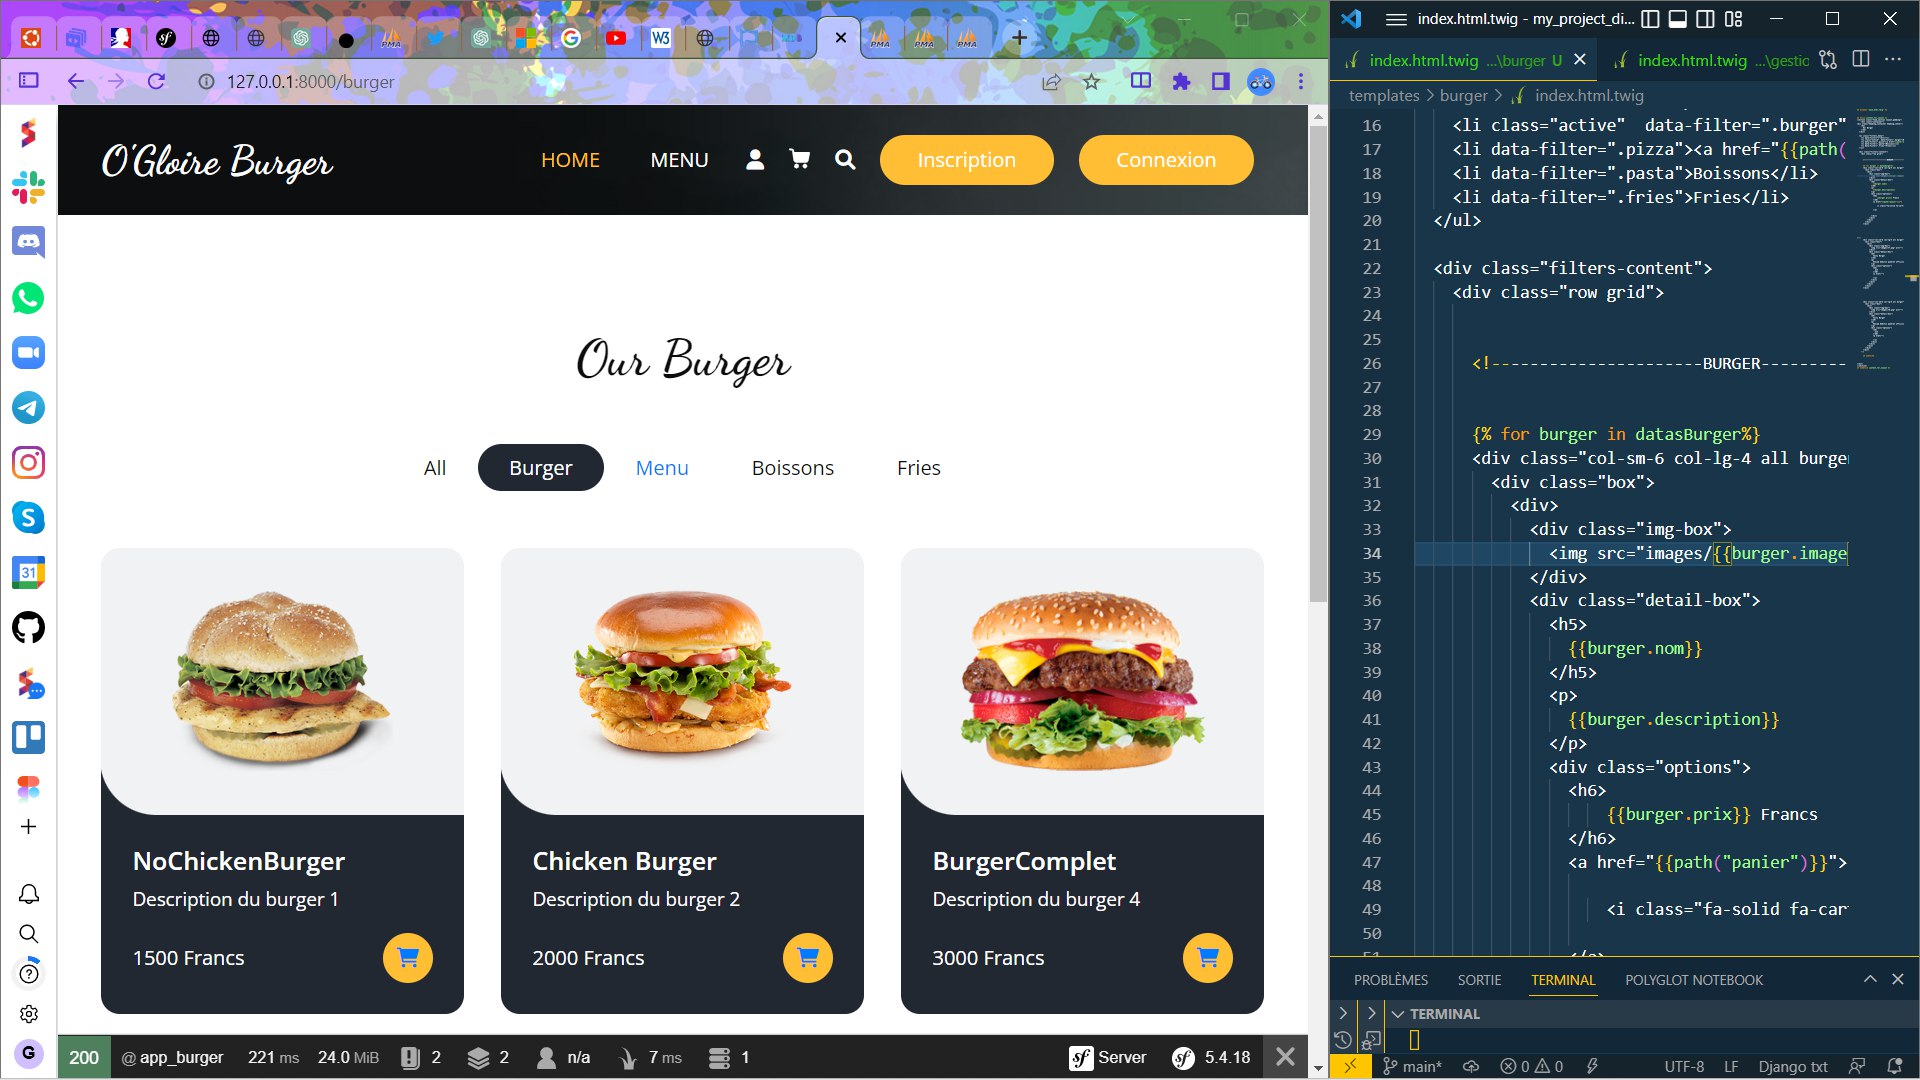 index.html.twig - my_project_di...
127.0.0.1:8000/burger
index.html.twig ...\burger U
index.html.twig ...\gestio
templates > burger > index.html.twig
O'Gloire Burger
HOME
MENU
Inscription
Connexion
Our Burger
All
Burger
Menu
Boissons
Fries
NoChickenBurger
Description du burger 1
1500 Francs
Chicken Burger
Description du burger 2
2000 Francs
BurgerComplet
Description du burger 4
3000 Francs
200 @ app_burger 221 ms 24.0 MiB 2 2 n/a 7 ms 1 Server 5.4.18
16 <li class="active"  data-filter=".burger"
17 <li data-filter=".pizza"><a href="{{path(
18 <li data-filter=".pasta">Boissons</li>
19 <li data-filter=".fries">Fries</li>
20 </ul>
21
22 <div class="filters-content">
23 <div class="row grid">
24
25
26 <!----------------------BURGER---------
27
28
29 {% for burger in datasBurger%}
30 <div class="col-sm-6 col-lg-4 all burge
31 <div class="box">
32 <div>
33 <div class="img-box">
34 <img src="images/{{burger.image
35 </div>
36 <div class="detail-box">
37 <h5>
38 {{burger.nom}}
39 </h5>
40 <p>
41 {{burger.description}}
42 </p>
43 <div class="options">
44 <h6>
45 {{burger.prix}} Francs
46 </h6>
47 <a href="{{path("panier")}}">
48
49 <i class="fa-solid fa-car
50
PROBLÈMES
SORTIE
TERMINAL
POLYGLOT NOTEBOOK
TERMINAL
main*
0 0
UTF-8
LF
Django txt
W3
PMA
PMA
PMA
PMA
31
G